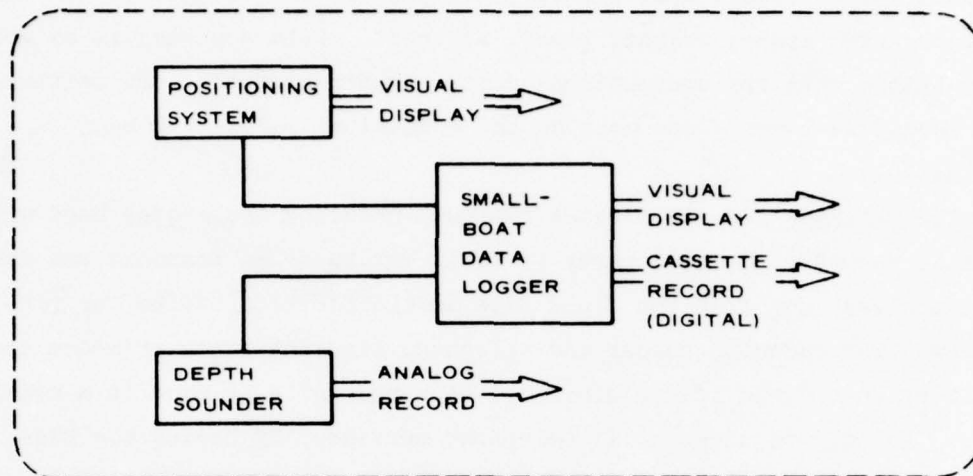 POSITIONING
SYSTEM
VISUAL
DISPLAY
SMALL-
BOAT
DATA
LOGGER
VISUAL
DISPLAY
CASSETTE
RECORD
(DIGITAL)
DEPTH
SOUNDER
ANALOG
RECORD